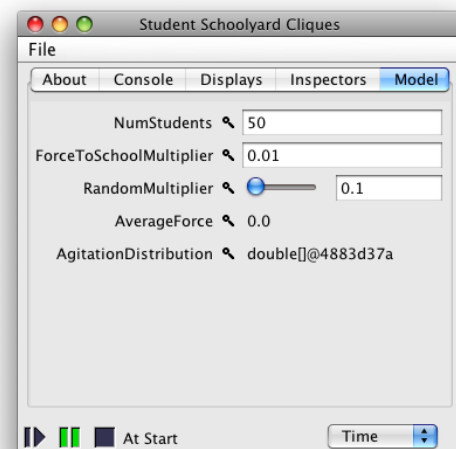 Student Schoolyard Cliques
File
About Console Displays Inspectors Model
NumStudents 50
ForceToSchoolMultiplier 0.01
RandomMultiplier 0.1
AverageForce 0.0
AgitationDistribution double[]@4883d37a
At Start Time